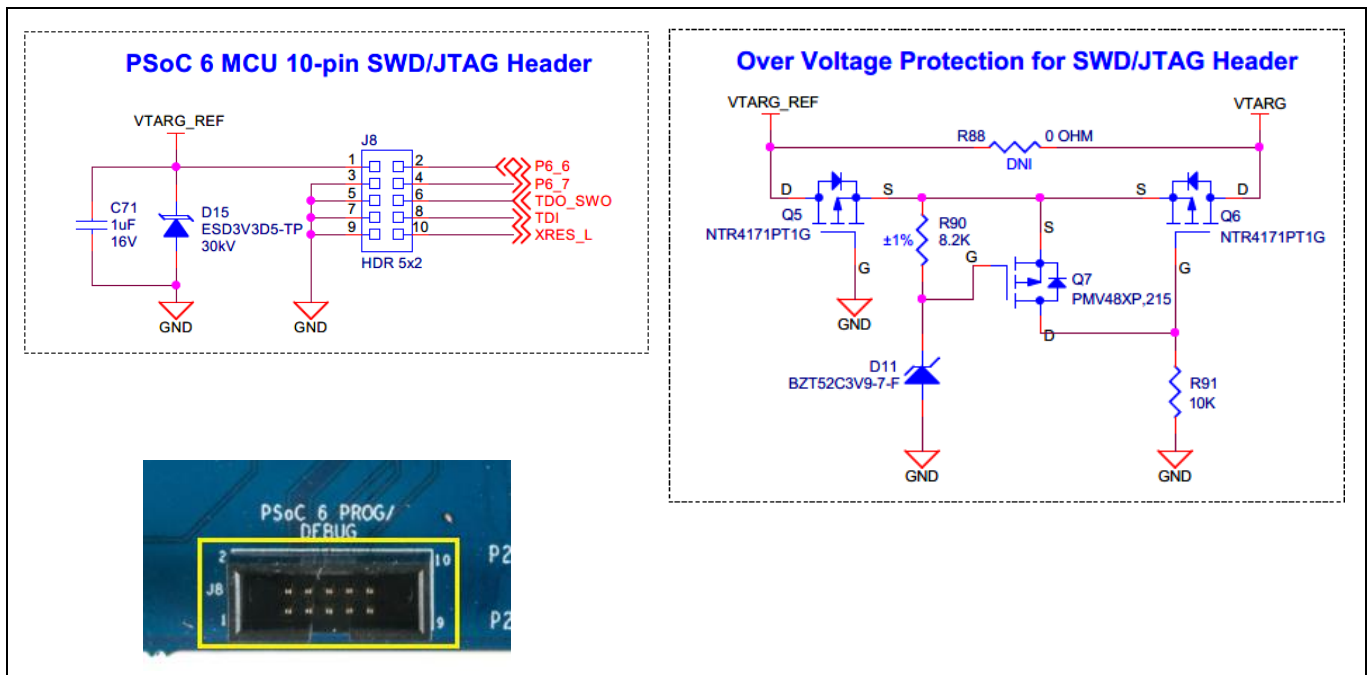 PSoC 6 MCU 10-pin SWD/JTAG Header
VTARG_REF
J8
1
2
P6_6
3
4
P6_7
5
6
TDO_SWO
7
8
TDI
9
10
XRES_L
HDR 5x2
C71
1uF
16V
D15
ESD3V3D5-TP
30kV
GND
GND
Over Voltage Protection for SWD/JTAG Header
VTARG_REF
VTARG
R88
0 OHM
DNI
D
S
Q5
NTR4171PT1G
G
GND
R90
8.2K
±1%
S
G
Q7
PMV48XP,215
D
S
D
Q6
NTR4171PT1G
G
D11
BZT52C3V9-7-F
GND
R91
10K
GND
PSoC 6 PROG/
DEBUG
2
10
J8
1
9
P2
P2